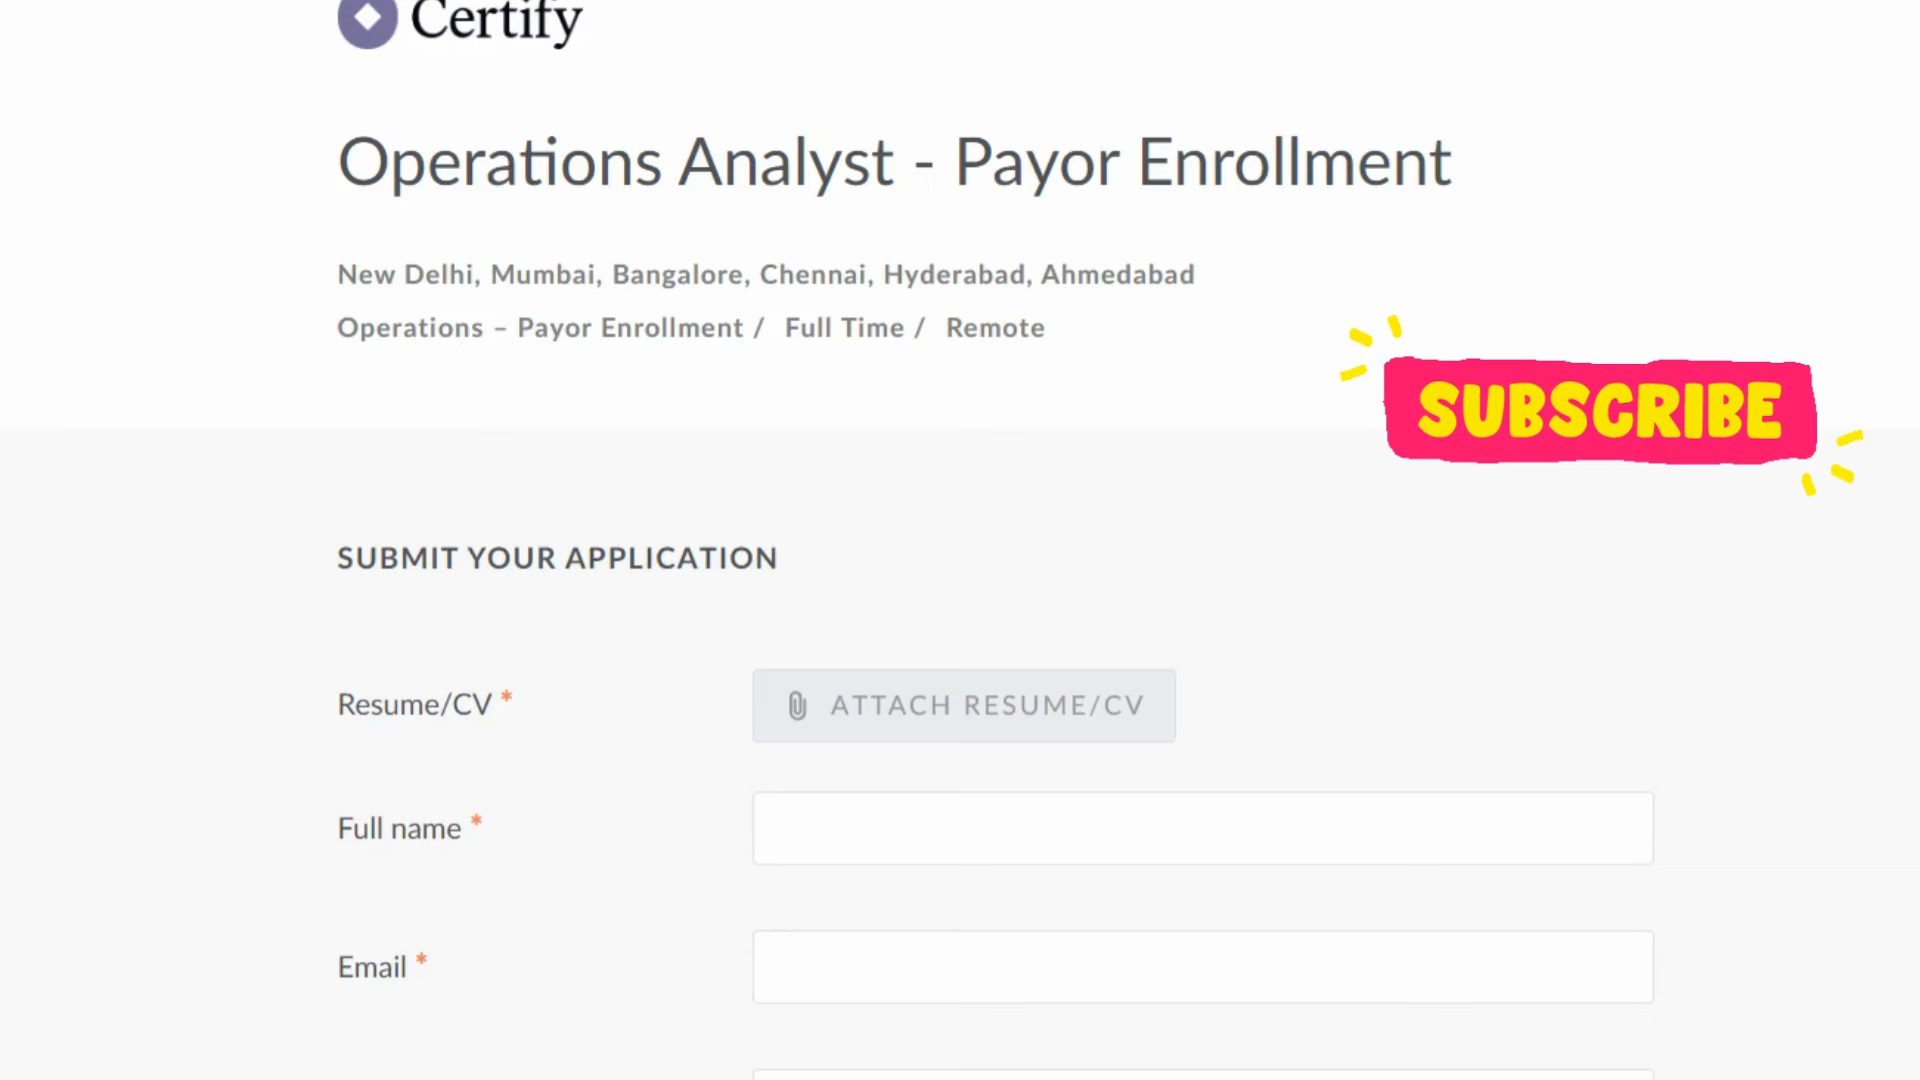 Certify
Operations Analyst - Payor Enrollment
New Delhi, Mumbai, Bangalore, Chennai, Hyderabad, Ahmedabad
Operations – Payor Enrollment / Full Time / Remote
SUBSCRIBE
SUBMIT YOUR APPLICATION
Resume/CV *
ATTACH RESUME/CV
Full name *
Email *